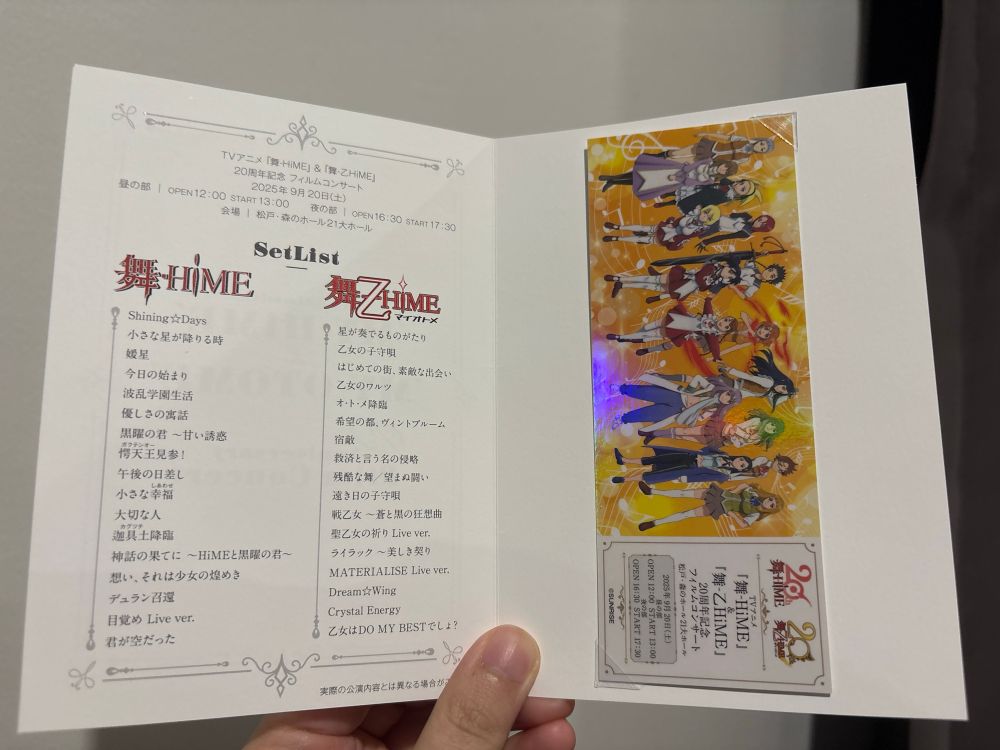 TVアニメ「舞-HiME」&「舞-乙HiME」
20周年記念 フィルムコンサート
2025年9月20日(土)
昼の部 | OPEN 12:00 START 13:00 夜の部 | OPEN 16:30 START 17:30
会場 | 松戸・森のホール21大ホール
SetList
舞-HiME
Shining☆Days
小さな星が降りる時
媛星
今日の始まり
波乱学園生活
優しさの寓話
黒曜の君 ～甘い誘惑
ガクテンオー
愕天王見参!
午後の日差し
しあわせ
小さな幸福
大切な人
カグツチ
迦具土降臨
神話の果てに ～HiMEと黒曜の君～
想い、それは少女の煌めき
デュラン召還
目覚め Live ver.
君が空だった
舞-乙HiME
マイオトメ
星が奏でるものがたり
乙女の子守唄
はじめての街、素敵な出会い
乙女のワルツ
オ・ト・メ降臨
希望の都、ヴィントブルーム
宿敵
救済と言う名の侵略
残酷な舞／望まぬ闘い
遠き日の子守唄
戦乙女 ～蒼と黒の狂想曲
聖乙女の祈り Live ver.
ライラック ～美しき契り
MATERIALISE Live ver.
Dream☆Wing
Crystal Energy
乙女はDO MY BESTでしょ?
実際の公演内容とは異なる場合が
20th
舞-HiME
20th
舞-乙HiME
TVアニメ
「舞-HiME」
&
「舞-乙HiME」
20周年記念
フィルムコンサート
松戸・森のホール21大ホール
2025年9月20日(土)
昼の部
OPEN 12:00 START 13:00
夜の部
OPEN 16:30 START 17:30
©SUNRISE